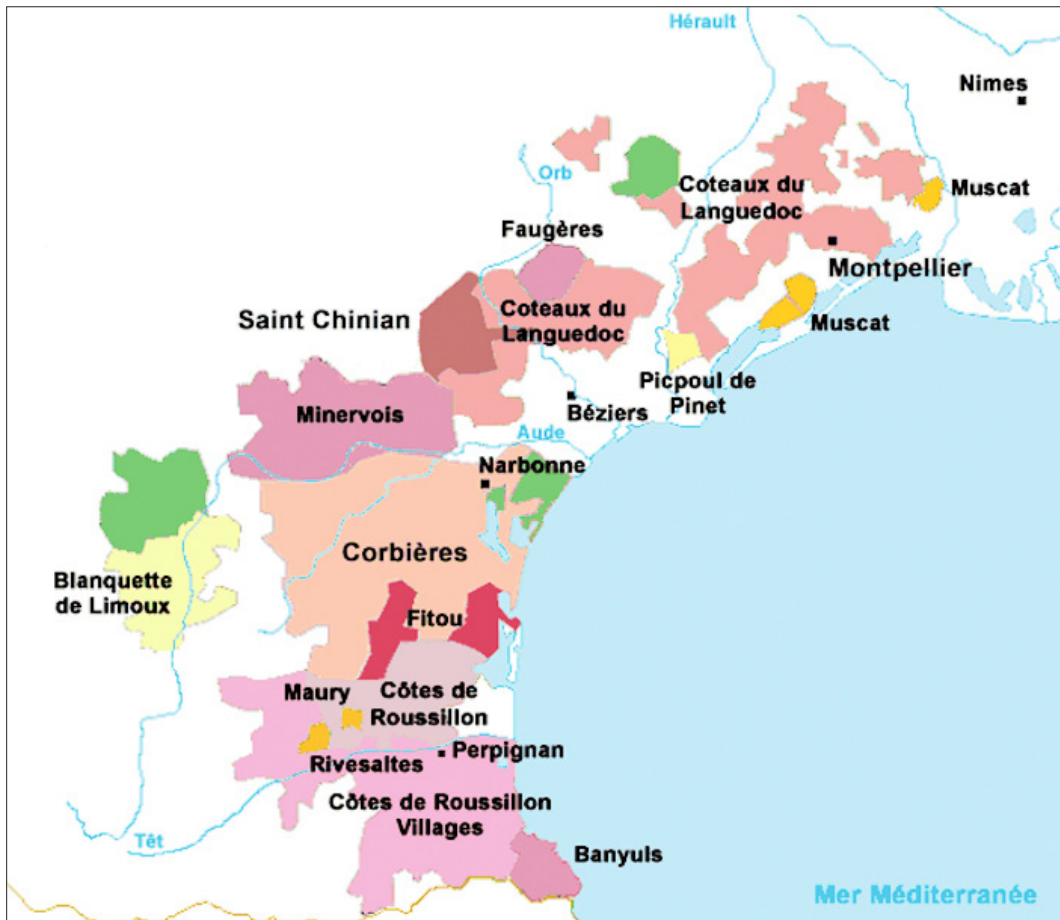 Hérault
Nimes
Orb
Coteaux du
Languedoc
Muscat
Faugères
Montpellier
Saint Chinian
Coteaux du
Languedoc
Muscat
Picpoul de
Pinet
Minervois
Béziers
Aude
Narbonne
Corbières
Blanquette
de Limoux
Fitou
Maury
Côtes de
Roussillon
Perpignan
Rivesaltes
Côtes de Roussillon
Villages
Têt
Banyuls
Mer Méditerranée